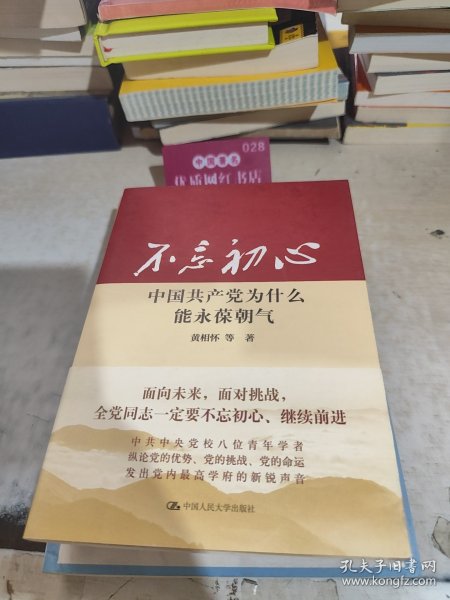 028
中国著名
不忘初心
中国共产党为什么
能永葆朝气
黄相怀 等 著
面向未来，面对挑战，
全党同志一定要不忘初心、继续前进
中共中央党校八位青年学者
纵论党的优势、党的挑战、党的命运
发出党内最高学府的新锐声音
中国人民大学出版社
孔夫子旧书网
www.kongfz.com